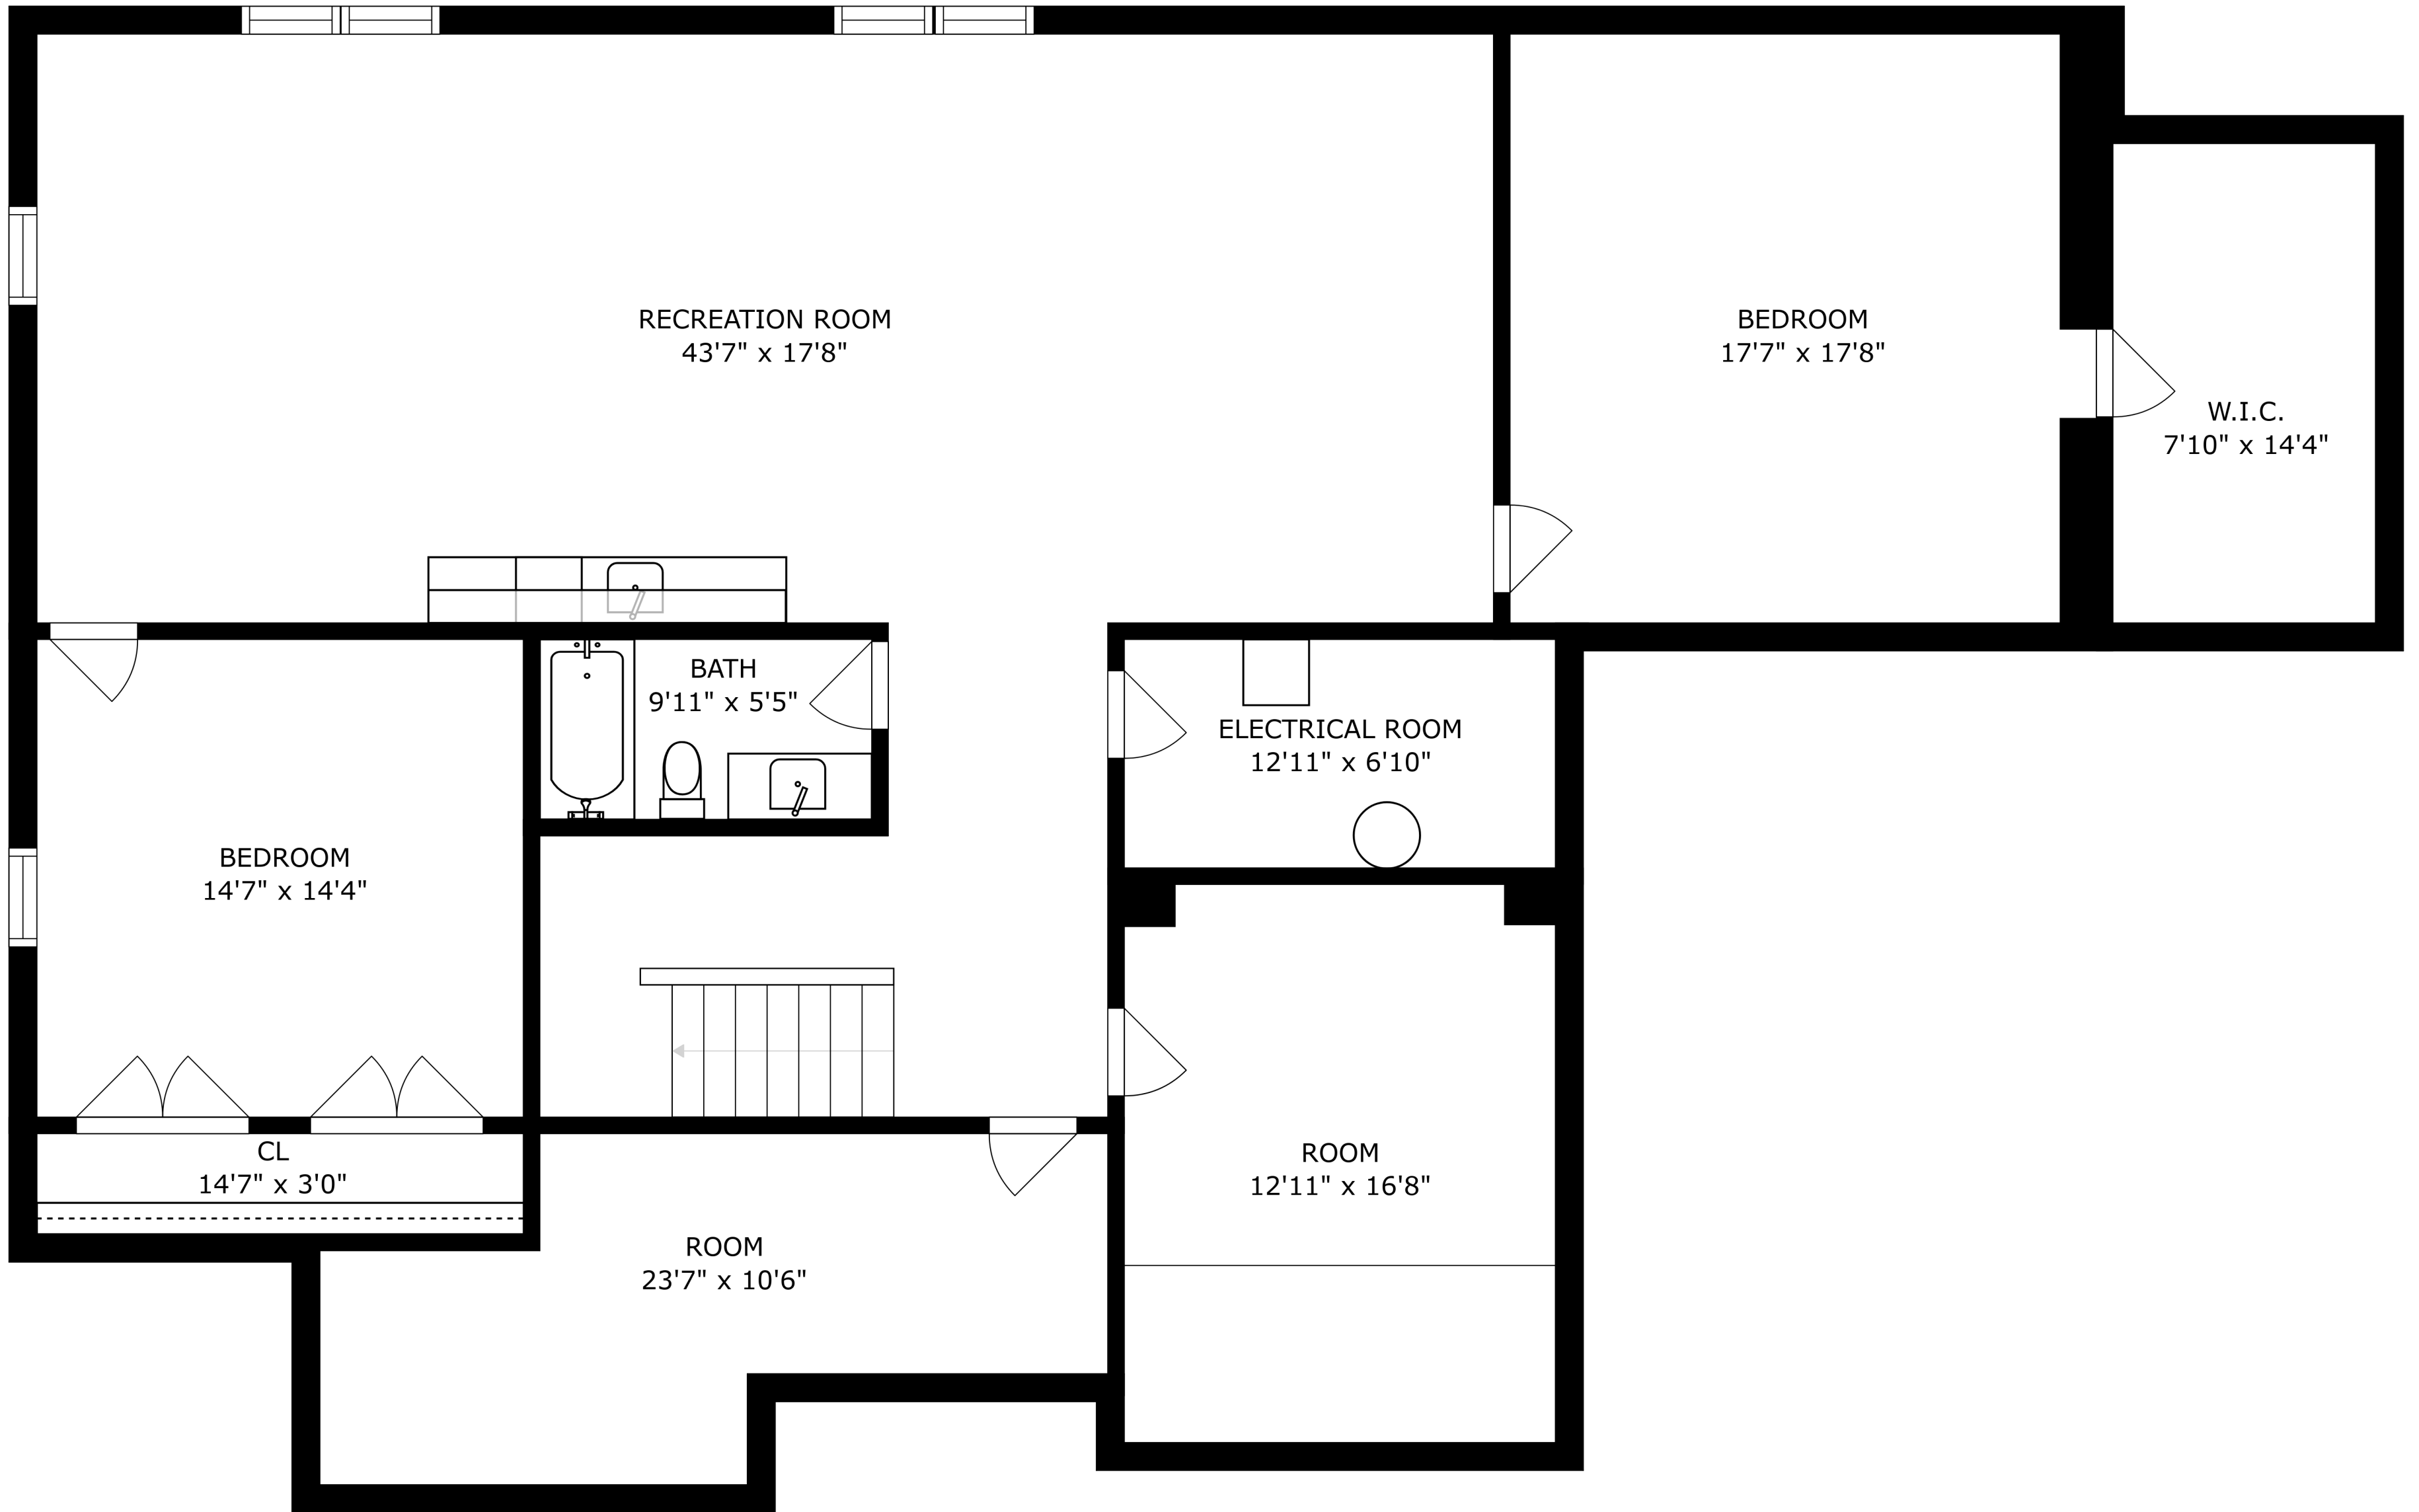 RECREATION ROOM
43'7" x 17'8"
BEDROOM
17'7" x 17'8"
W.I.C.
7'10" x 14'4"
BATH
9'11" x 5'5"
ELECTRICAL ROOM
12'11" x 6'10"
BEDROOM
14'7" x 14'4"
CL
14'7" x 3'0"
ROOM
12'11" x 16'8"
ROOM
23'7" x 10'6"